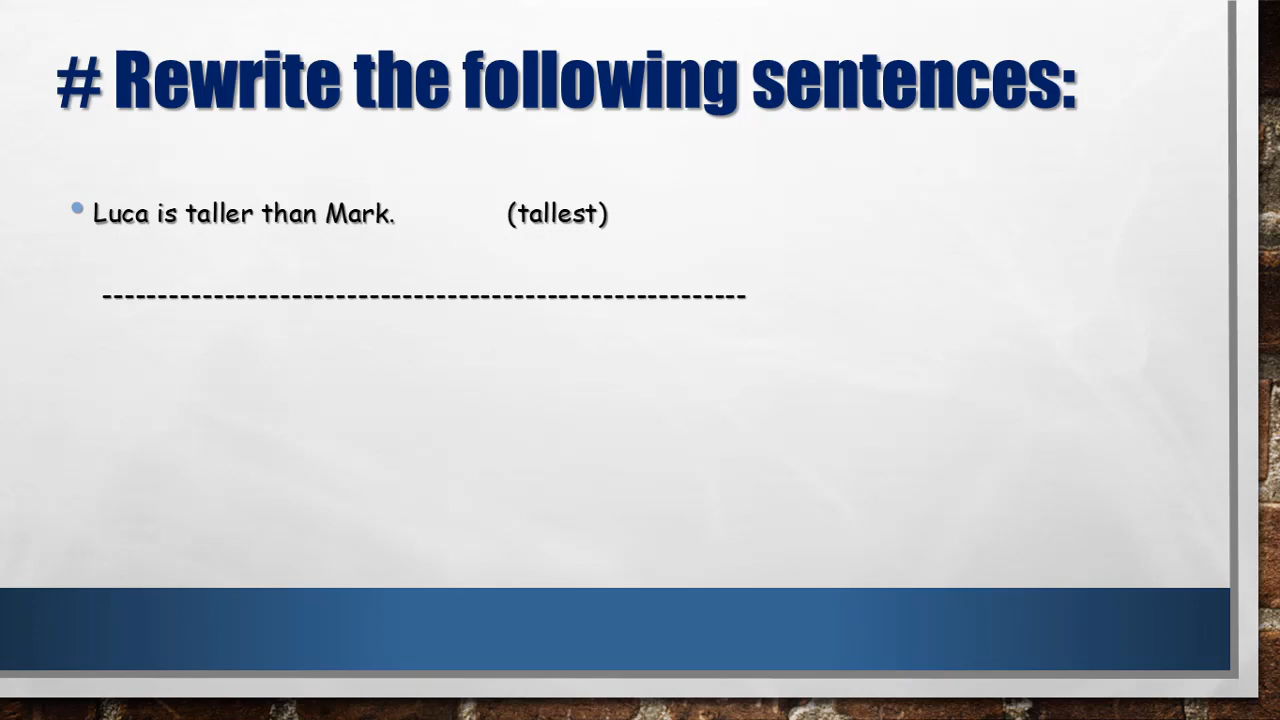 # Rewrite the following sentences:
• Luca is taller than Mark. (tallest)
----------------------------------------------------------